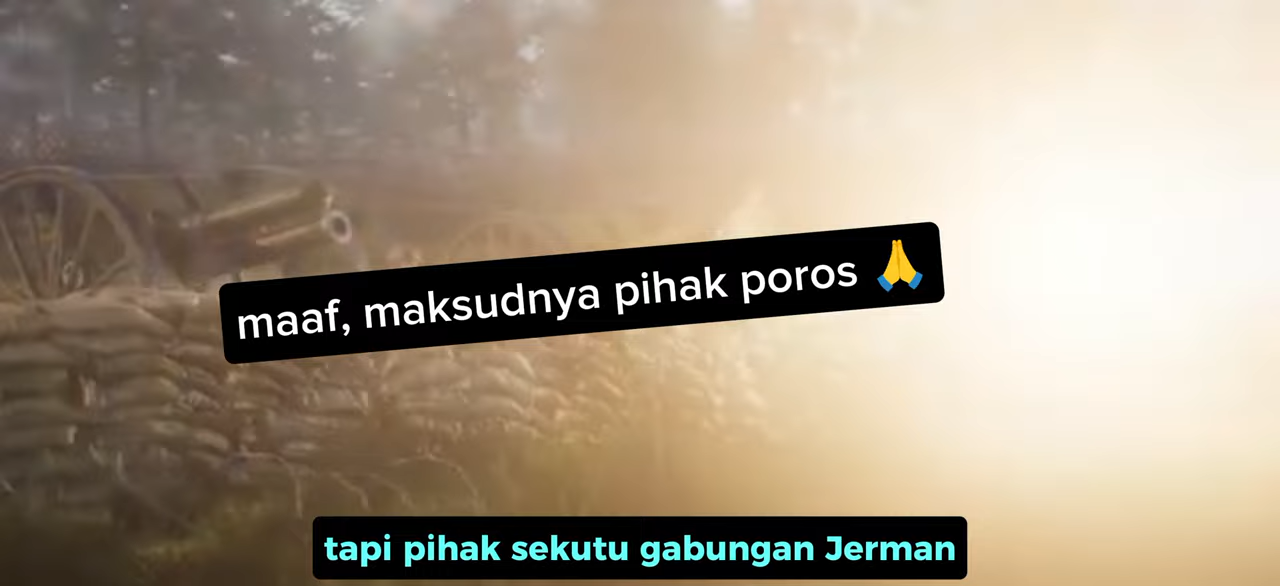 maaf, maksudnya pihak poros 🙏
tapi pihak sekutu gabungan Jerman